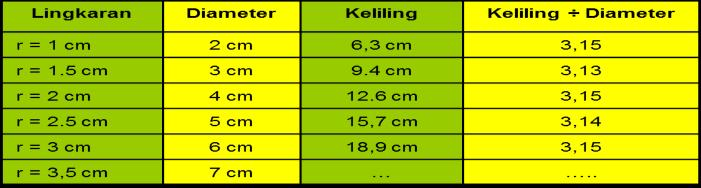 Lingkaran Diameter Keliling Keliling ÷ Diameter
r = 1 cm 2 cm 6,3 cm 3,15
r = 1.5 cm 3 cm 9.4 cm 3,13
r = 2 cm 4 cm 12.6 cm 3,15
r = 2.5 cm 5 cm 15,7 cm 3,14
r = 3 cm 6 cm 18,9 cm 3,15
r = 3,5 cm 7 cm ... .....